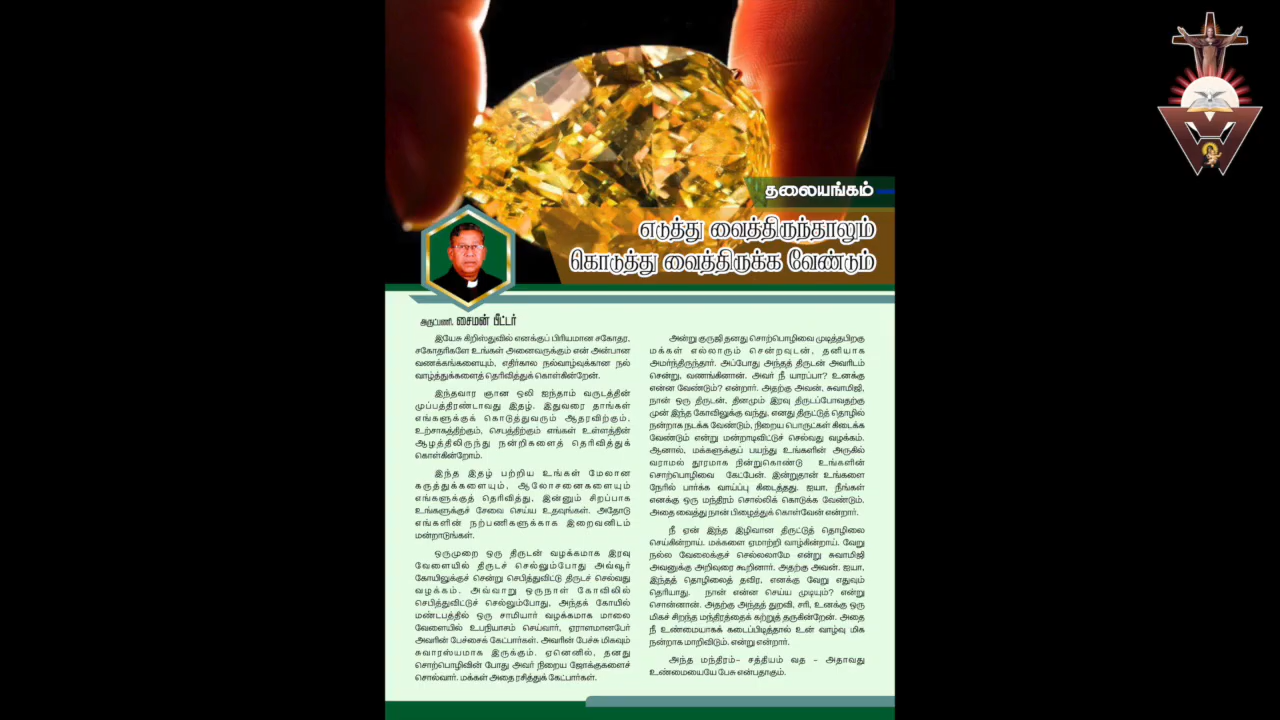 தலையங்கம்
எடுத்து வைத்திருந்தாலும்
கொடுத்து வைத்திருக்க வேண்டும்
அருட்பணி. சைமன் பீட்டர்
இயேசு கிறிஸ்துவில் எனக்குப் பிரியமான சகோதர,
சகோதரிகளே உங்கள் அனைவருக்கும் என் அன்பான
வணக்கங்களையும், எதிர்கால நல்வாழ்வுக்கான நல்
வாழ்த்துக்களைத் தெரிவித்துக் கொள்கின்றேன்.
இந்தவார ஞான ஒலி ஐந்தாம் வருடத்தின்
முப்பத்திரண்டாவது இதழ். இதுவரை தாங்கள்
எங்களுக்குக் கொடுத்துவரும் ஆதரவிற்கும்,
உற்சாகத்திற்கும், செபத்திற்கும் எங்கள் உள்ளத்தின்
ஆழத்திலிருந்து நன்றிகளைத் தெரிவித்துக்
கொள்கின்றோம்.
இந்த இதழ் பற்றிய உங்கள் மேலான
கருத்துக்களையும், ஆலோசனைகளையும்
எங்களுக்குத் தெரிவித்து, இன்னும் சிறப்பாக
உங்களுக்குச் சேவை செய்ய உதவுங்கள். அதோடு
எங்களின் நற்பணிகளுக்காக இறைவனிடம்
மன்றாடுங்கள்.
ஒருமுறை ஒரு திருடன் வழக்கமாக இரவு
வேளையில் திருடச் செல்லும்போது அவ்வூர்
கோயிலுக்குச் சென்று செபித்துவிட்டு திருடச் செல்வது
வழக்கம். அவ்வாறு ஒருநாள் கோவிலில்
செபித்துவிட்டுச் செல்லும்போது, அந்தக் கோயில்
மண்டபத்தில் ஒரு சாமியார் வழக்கமாக மாலை
வேளையில் உபநியாசம் செய்வார், ஏராளமானபேர்
அவரின் பேச்சைக் கேட்பார்கள். அவரின் பேச்சு மிகவும்
சுவாரஸ்யமாக இருக்கும். ஏனெனில், தனது
சொற்பொழிவின் போது அவர் நிறைய ஜோக்குகளைச்
சொல்வார். மக்கள் அதை ரசித்துக் கேட்பார்கள்.
அன்று குருஜி தனது சொற்பொழிவை முடித்தபிறகு
மக்கள் எல்லாரும் சென்றவுடன், தனியாக
அமர்ந்திருந்தார். அப்போது அந்தத் திருடன் அவரிடம்
சென்று, வணங்கினான். அவர் நீ யாரப்பா? உனக்கு
என்ன வேண்டும்? என்றார். அதற்கு அவன், சுவாமிஜி,
நான் ஒரு திருடன், தினமும் இரவு திருடப்போவதற்கு
முன் இந்த கோவிலுக்கு வந்து, எனது திருட்டுத் தொழில்
நன்றாக நடக்க வேண்டும், நிறைய பொருட்கள் கிடைக்க
வேண்டும் என்று மன்றாடிவிட்டுச் செல்வது வழக்கம்.
ஆனால், மக்களுக்குப் பயந்து உங்களின் அருகில்
வராமல் தூரமாக நின்றுகொண்டு உங்களின்
சொற்பொழிவை கேட்பேன். இன்றுதான் உங்களை
நேரில் பார்க்க வாய்ப்பு கிடைத்தது. ஐயா, நீங்கள்
எனக்கு ஒரு மந்திரம் சொல்லிக் கொடுக்க வேண்டும்,
அதை வைத்து நான் பிழைத்துக் கொள்வேன் என்றார்.
நீ ஏன் இந்த இழிவான திருட்டுத் தொழிலை
செய்கின்றாய். மக்களை ஏமாற்றி வாழ்கின்றாய். வேறு
நல்ல வேலைக்குச் செல்லலாமே என்று சுவாமிஜி
அவனுக்கு அறிவுரை கூறினார். அதற்கு அவன். ஐயா,
இந்தத் தொழிலைத் தவிர, எனக்கு வேறு எதுவும்
தெரியாது. நான் என்ன செய்ய முடியும்? என்று
சொன்னான். அதற்கு அந்தத் துறவி, சரி, உனக்கு ஒரு
மிகச் சிறந்த மந்திரத்தைக் கற்றுத் தருகின்றேன். அதை
நீ உண்மையாகக் கடைப்பிடித்தால் உன் வாழ்வு மிக
நன்றாக மாறிவிடும். என்று என்றார்.
அந்த மந்திரம்– சத்தியம் வத – அதாவது
உண்மையையே பேசு என்பதாகும்.